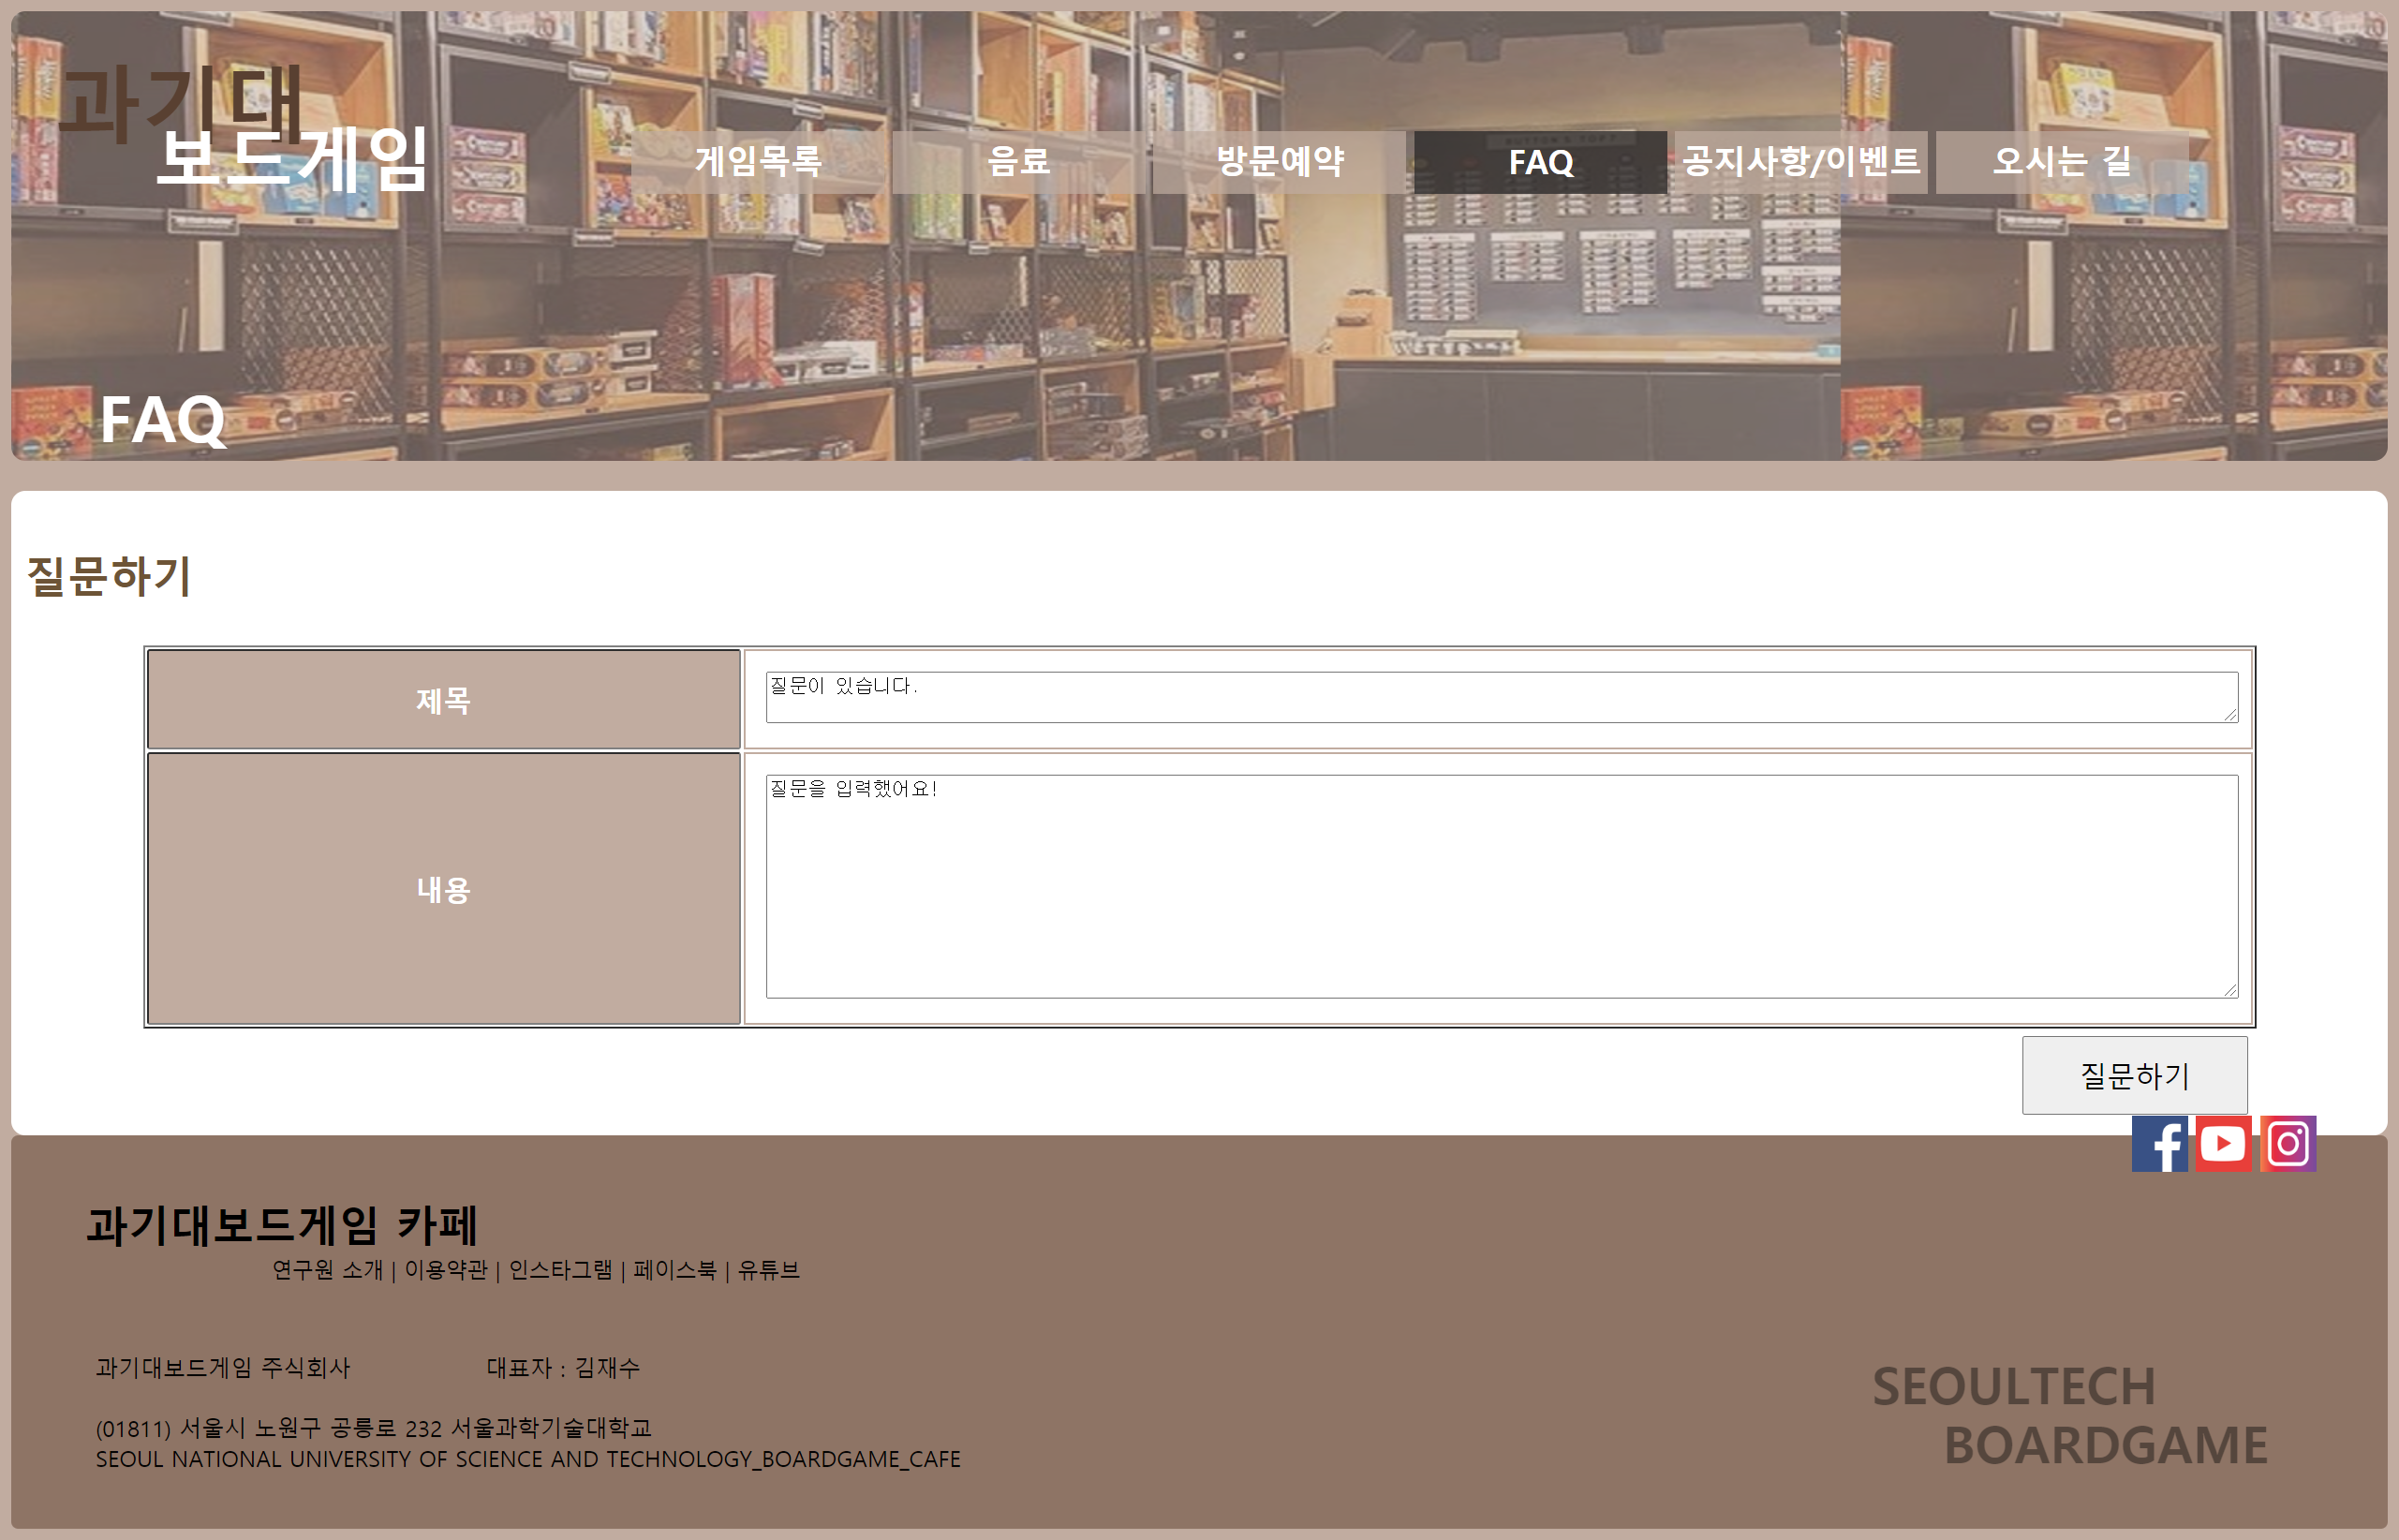 과기대
보드게임
게임목록
음료
방문예약
FAQ
공지사항/이벤트
오시는 길
FAQ
질문하기
제목
질문이 있습니다.
내용
질문을 입력했어요!
질문하기
과기대보드게임 카페
연구원 소개 | 이용약관 | 인스타그램 | 페이스북 | 유튜브
과기대보드게임 주식회사 대표자 : 김재수
(01811) 서울시 노원구 공릉로 232 서울과학기술대학교
SEOUL NATIONAL UNIVERSITY OF SCIENCE AND TECHNOLOGY_BOARDGAME_CAFE
SEOULTECH
BOARDGAME